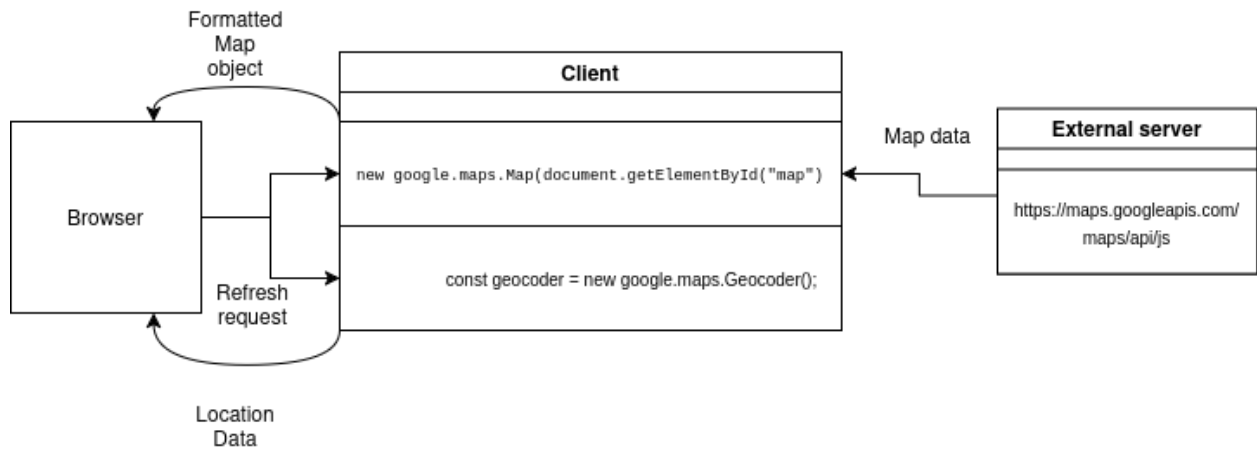 Formatted
Map
object
Client
External server
Map data
new google.maps.Map(document.getElementById("map")
Browser
https://maps.googleapis.com/
maps/api/js
const geocoder = new google.maps.Geocoder();
Refresh
request
Location
Data